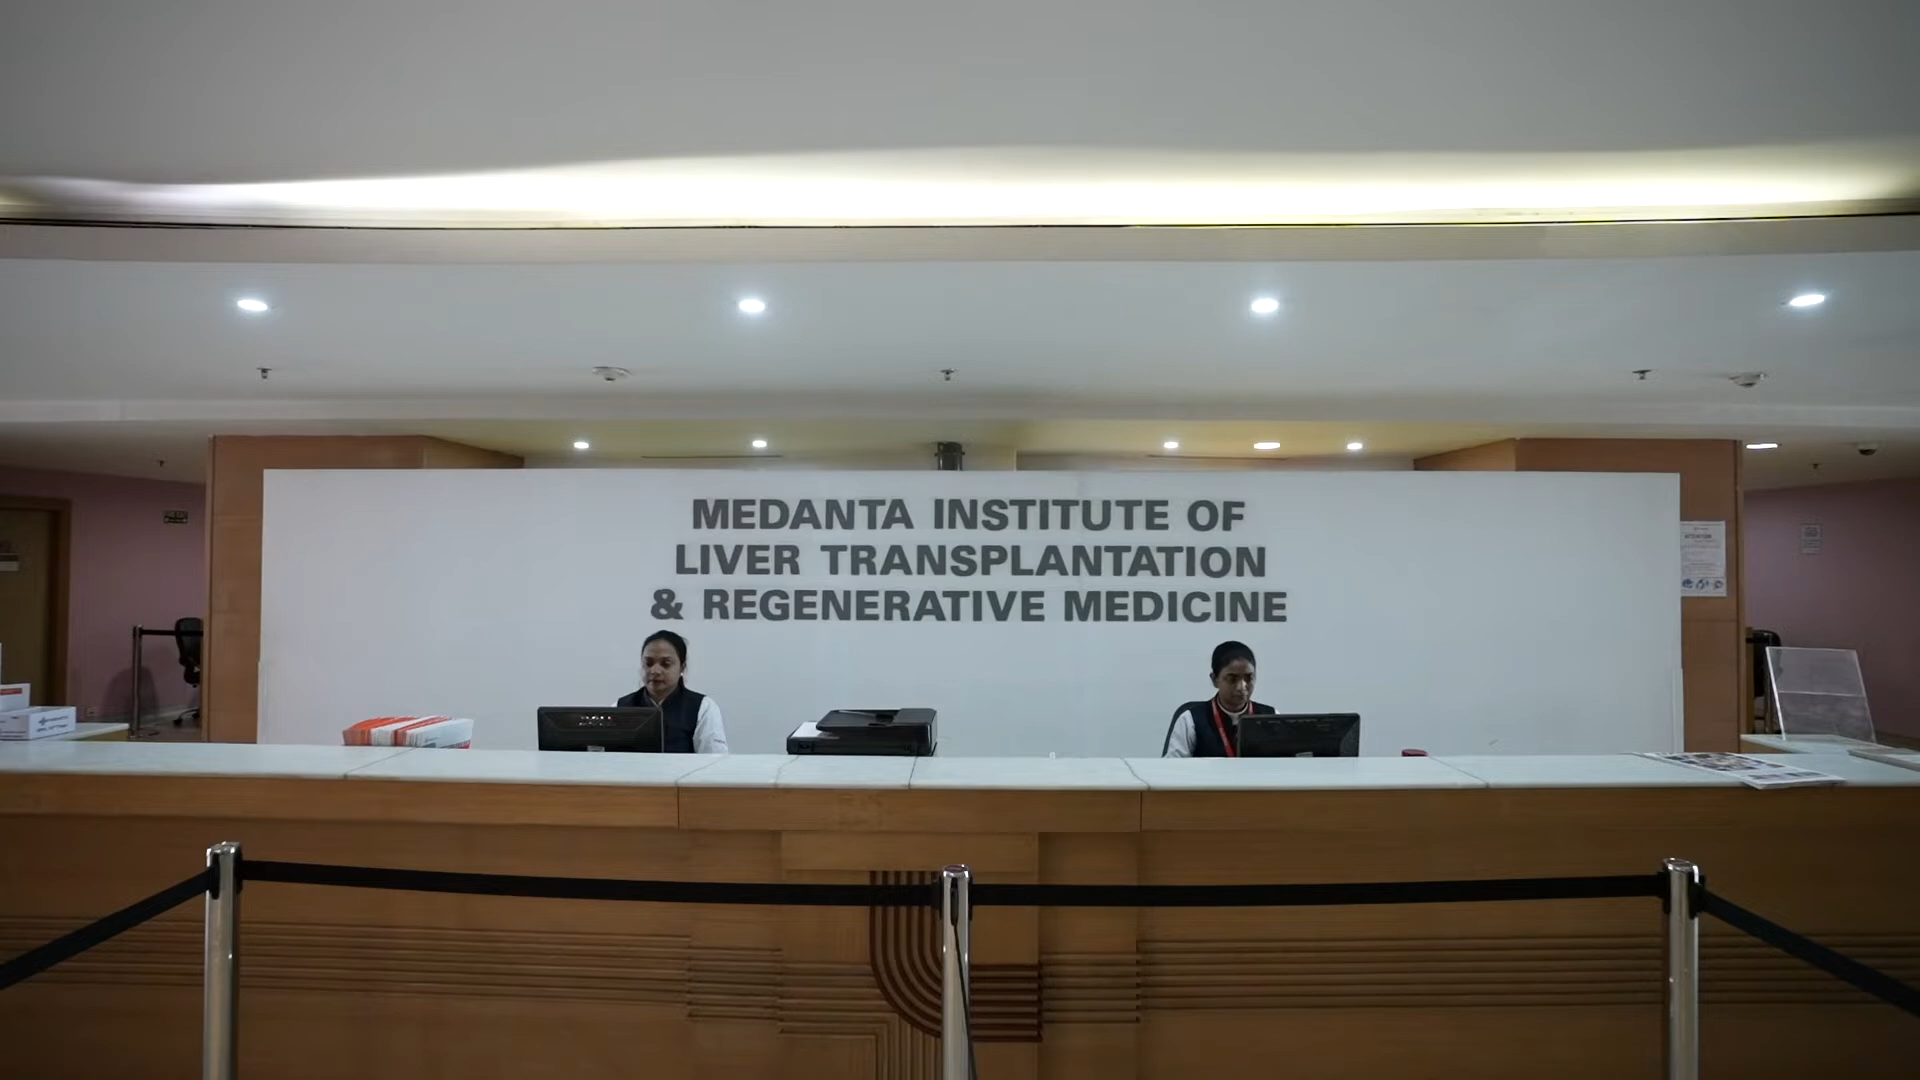 MEDANTA INSTITUTE OF
LIVER TRANSPLANTATION
& REGENERATIVE MEDICINE